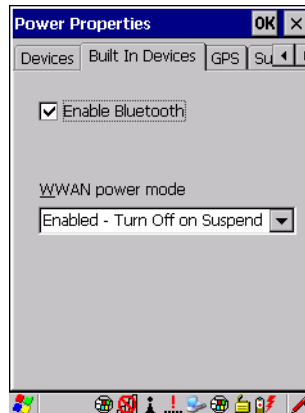 Power Properties OK ×
Devices Built In Devices GPS Su
Enable Bluetooth
WWAN power mode
Enabled - Turn Off on Suspend